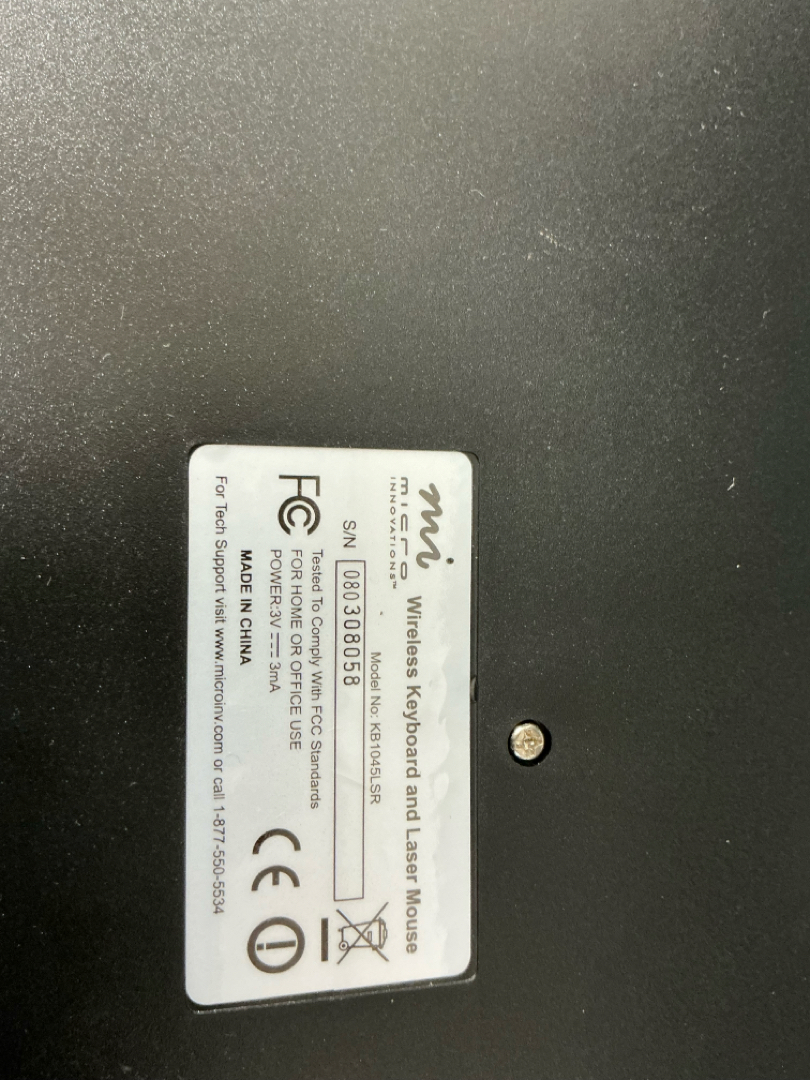 mi
micro
INNOVATIONS™
Wireless Keyboard and Laser Mouse
Model No: KB1045LSR
S/N 080308058
FC
Tested To Comply With FCC Standards
FOR HOME OR OFFICE USE
POWER:3V ⎓ 3mA
MADE IN CHINA
CE
For Tech Support visit www.microinv.com or call 1-877-550-5534